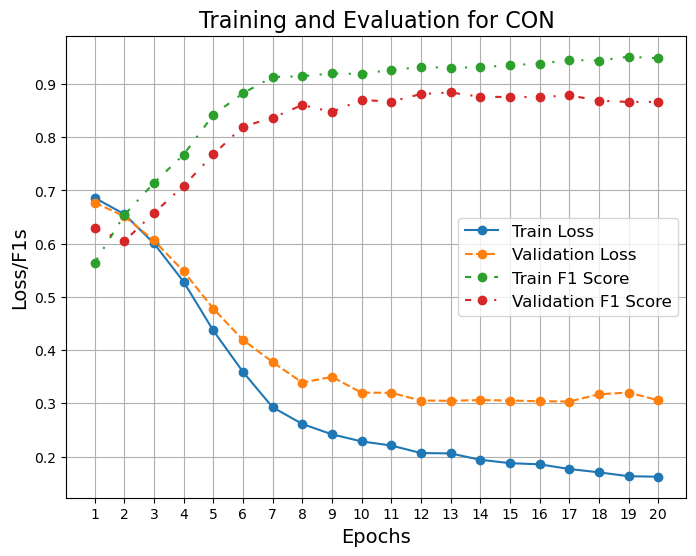 Training and Evaluation for CON
Loss/F1s
0.9
0.8
0.7
0.6
0.5
0.4
0.3
0.2
Train Loss
Validation Loss
Train F1 Score
Validation F1 Score
1 2 3 4 5 6 7 8 9 10 11 12 13 14 15 16 17 18 19 20
Epochs